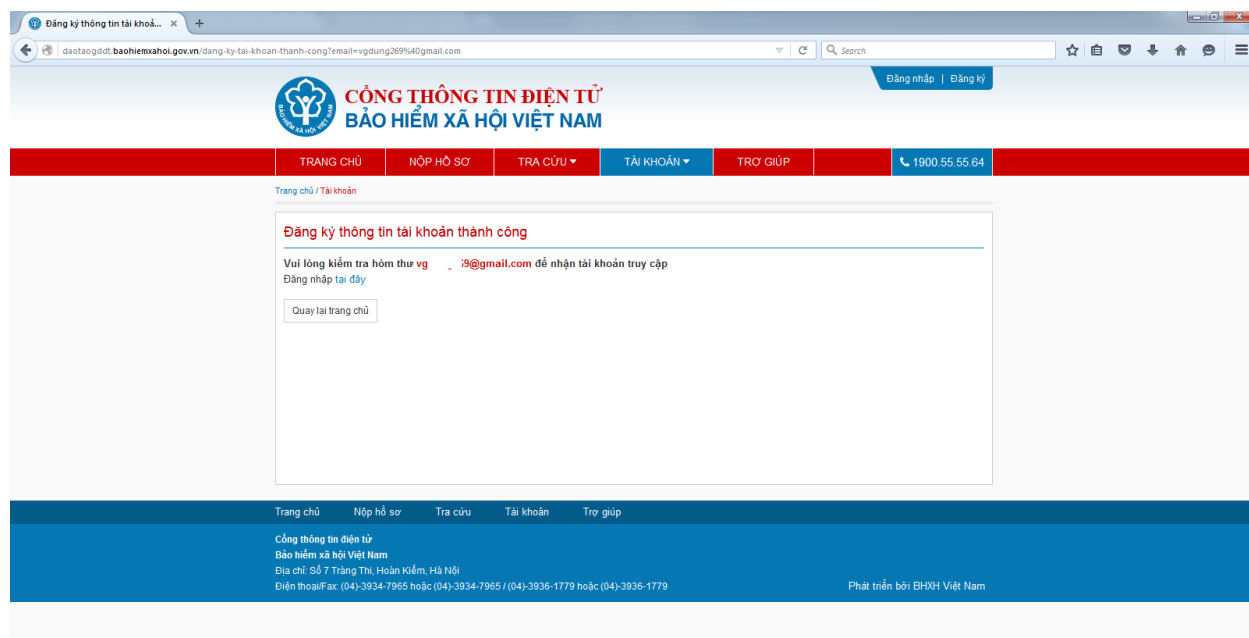 Đăng ký thông tin tài khoả... × +
daotaogddt.baohiemxahoi.gov.vn/dang-ky-tai-khoan-thanh-cong?email=vgdung269%40gmail.com
Search
Đăng nhập | Đăng ký
BẢO HIỂM XÃ HỘI VIỆT NAM
CỔNG THÔNG TIN ĐIỆN TỬ
BẢO HIỂM XÃ HỘI VIỆT NAM
TRANG CHỦ NỘP HỒ SƠ TRA CỨU TÀI KHOẢN TRỢ GIÚP 1900.55.55.64
Trang chủ / Tài khoản
Đăng ký thông tin tài khoản thành công
Vui lòng kiểm tra hòm thư vg 9@gmail.com để nhận tài khoản truy cập
Đăng nhập tại đây
Quay lại trang chủ
Trang chủ Nộp hồ sơ Tra cứu Tài khoản Trợ giúp
Cổng thông tin điện tử
Bảo hiểm xã hội Việt Nam
Địa chỉ: Số 7 Tràng Thi, Hoàn Kiếm, Hà Nội
Điện thoại/Fax: (04)-3934-7965 hoặc (04)-3934-7965 / (04)-3936-1779 hoặc (04)-3936-1779
Phát triển bởi BHXH Việt Nam